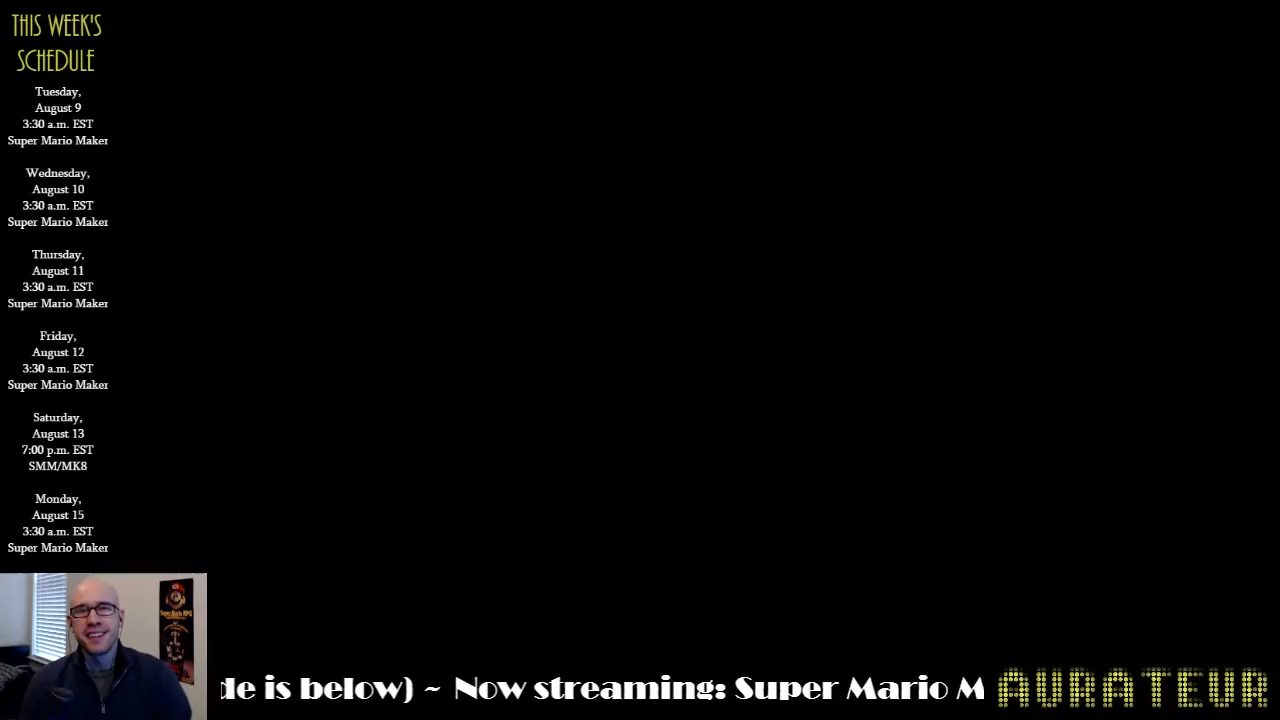 THIS WEEK'S
SCHEDULE
Tuesday,
August 9
3:30 a.m. EST
Super Mario Maker
Wednesday,
August 10
3:30 a.m. EST
Super Mario Maker
Thursday,
August 11
3:30 a.m. EST
Super Mario Maker
Friday,
August 12
3:30 a.m. EST
Super Mario Maker
Saturday,
August 13
7:00 p.m. EST
SMM/MK8
Monday,
August 15
3:30 a.m. EST
Super Mario Maker
Super Mario RPG
de is below) ~ Now streaming: Super Mario M
AURATEUR